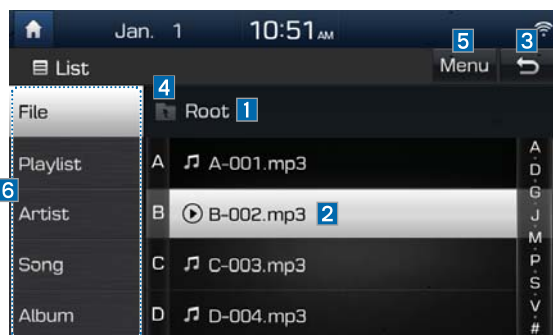 Jan. 1 10:51 AM
5 3
List Menu
4
File Root 1
Playlist A A-001.mp3
6
Artist B B-002.mp3 2
Song C C-003.mp3
Album D D-004.mp3
A
D
G
J
M
P
S
V
#